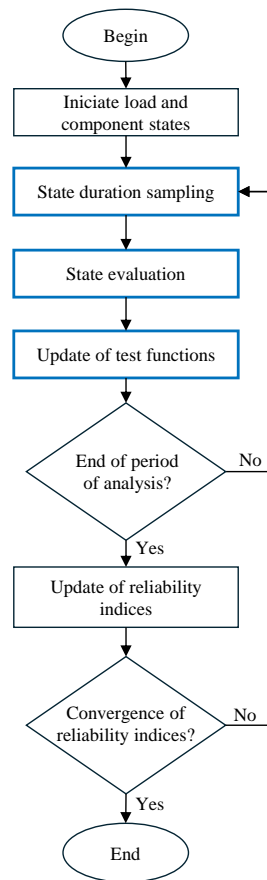 Begin
Iniciate load and
component states
State duration sampling
State evaluation
Update of test functions
End of period
of analysis?
No
Yes
Update of reliability
indices
Convergence of
reliability indices?
No
Yes
End